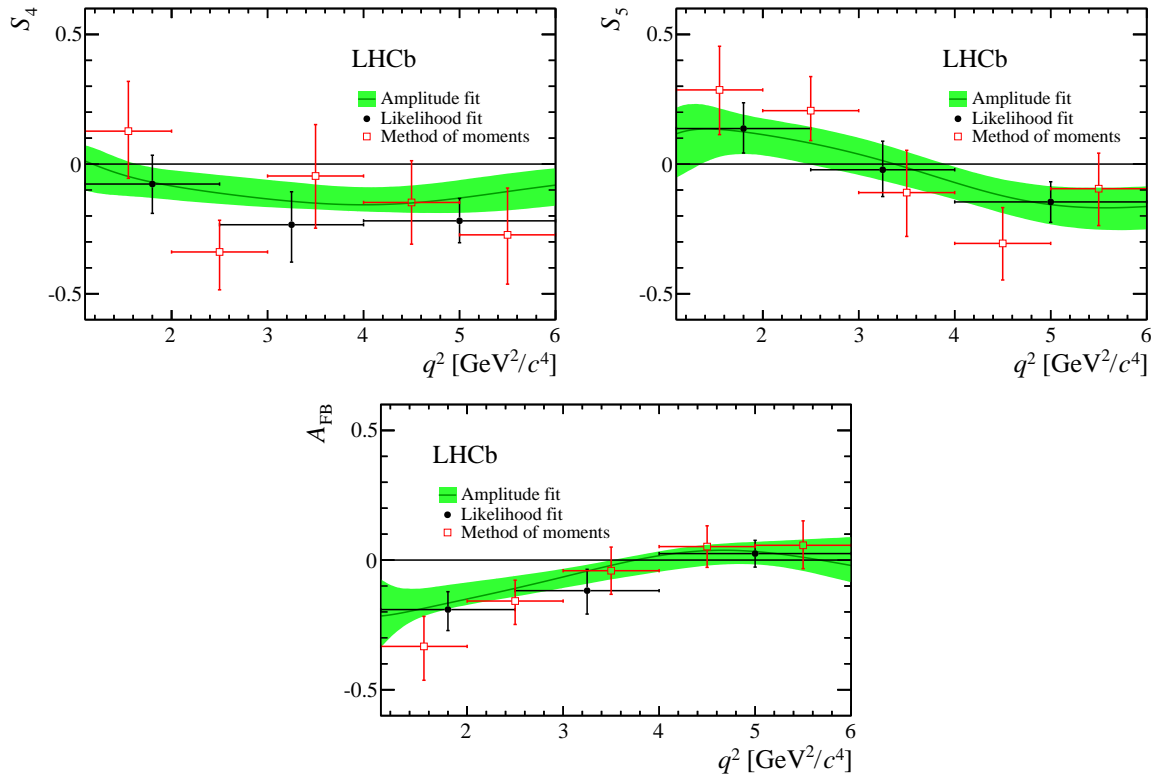 S₄
0.5
0
-0.5
LHCb
Amplitude fit
Likelihood fit
Method of moments
2 3 4 5 6
q² [GeV²/c⁴]
S₅
0.5
0
-0.5
LHCb
Amplitude fit
Likelihood fit
Method of moments
2 3 4 5 6
q² [GeV²/c⁴]
A_FB
0.5
0
-0.5
LHCb
Amplitude fit
Likelihood fit
Method of moments
2 3 4 5 6
q² [GeV²/c⁴]